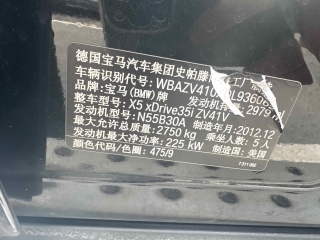 德国宝马汽车集团史帕滕
车辆识别代号: WBAZV410
品牌: 宝马(BMW)牌
发动机排 2979
整车型号: X5 xDrive35i ZV41V
发动机型号: N55B30A 制造年月: 2012.12
最大允许总质量: 2750 kg 乘坐人数: 5人
发动机最大净功率: 225 kW 制造国: 美国
颜色代码/色圈: 475/9